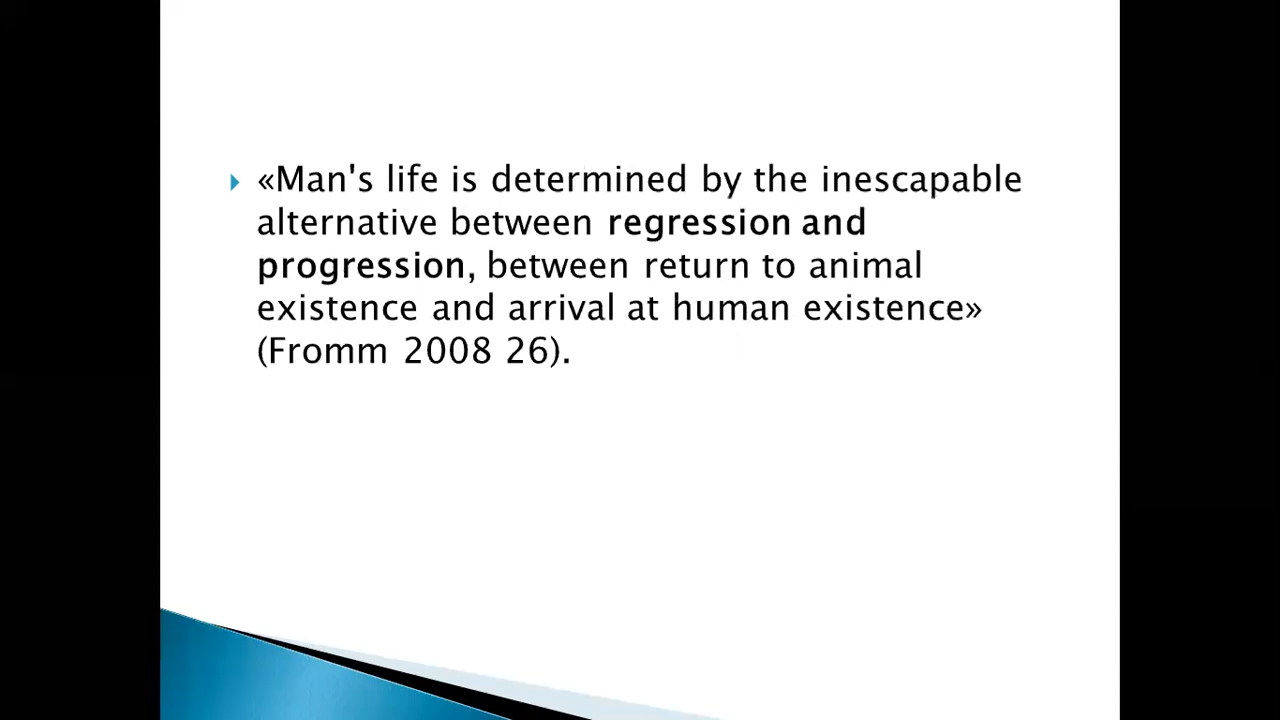 «Man's life is determined by the inescapable
alternative between regression and
progression, between return to animal
existence and arrival at human existence»
(Fromm 2008 26).